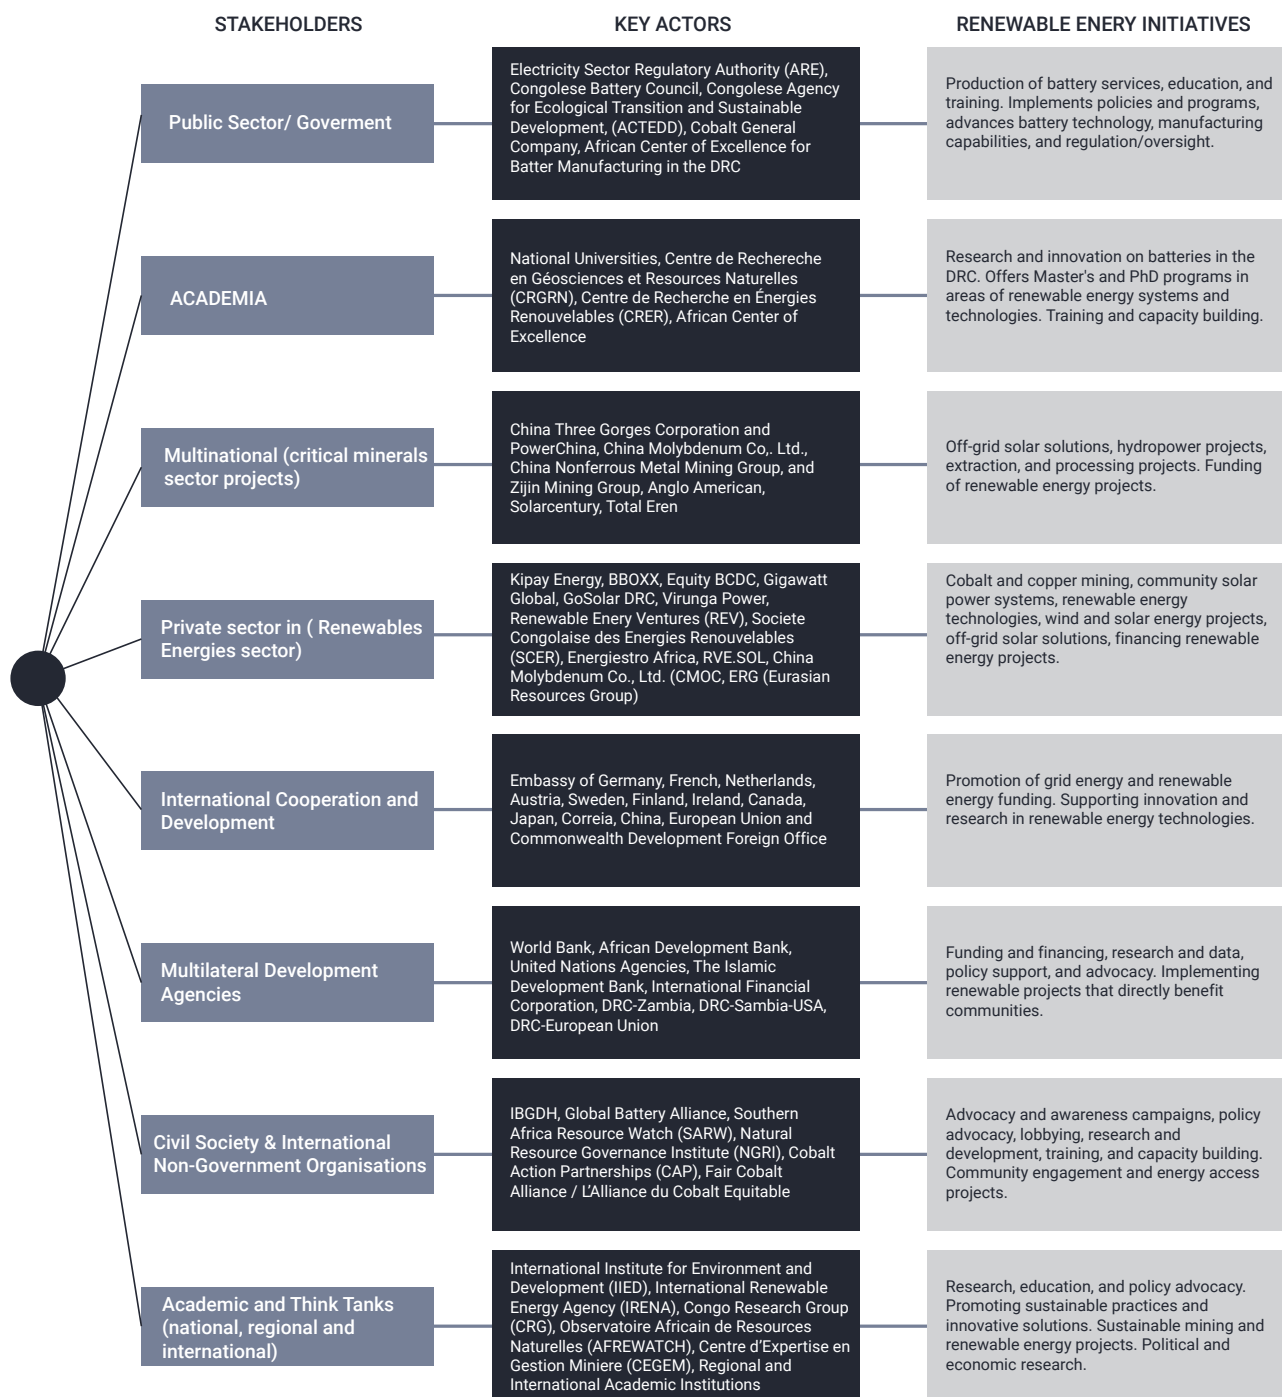 STAKEHOLDERS
KEY ACTORS
RENEWABLE ENERY INITIATIVES
Public Sector/ Goverment
Electricity Sector Regulatory Authority (ARE),
Congolese Battery Council, Congolese Agency
for Ecological Transition and Sustainable
Development, (ACTEDD), Cobalt General
Company, African Center of Excellence for
Batter Manufacturing in the DRC
Production of battery services, education, and
training. Implements policies and programs,
advances battery technology, manufacturing
capabilities, and regulation/oversight.
ACADEMIA
National Universities, Centre de Rechereche
en Géosciences et Resources Naturelles
(CRGRN), Centre de Recherche en Énergies
Renouvelables (CRER), African Center of
Excellence
Research and innovation on batteries in the
DRC. Offers Master's and PhD programs in
areas of renewable energy systems and
technologies. Training and capacity building.
Multinational (critical minerals
sector projects)
China Three Gorges Corporation and
PowerChina, China Molybdenum Co,. Ltd.,
China Nonferrous Metal Mining Group, and
Zijin Mining Group, Anglo American,
Solarcentury, Total Eren
Off-grid solar solutions, hydropower projects,
extraction, and processing projects. Funding
of renewable energy projects.
Private sector in ( Renewables
Energies sector)
Kipay Energy, BBOXX, Equity BCDC, Gigawatt
Global, GoSolar DRC, Virunga Power,
Renewable Enery Ventures (REV), Societe
Congolaise des Energies Renouvelables
(SCER), Energiestro Africa, RVE.SOL, China
Molybdenum Co., Ltd. (CMOC, ERG (Eurasian
Resources Group)
Cobalt and copper mining, community solar
power systems, renewable energy
technologies, wind and solar energy projects,
off-grid solar solutions, financing renewable
energy projects.
International Cooperation and
Development
Embassy of Germany, French, Netherlands,
Austria, Sweden, Finland, Ireland, Canada,
Japan, Correia, China, European Union and
Commonwealth Development Foreign Office
Promotion of grid energy and renewable
energy funding. Supporting innovation and
research in renewable energy technologies.
Multilateral Development
Agencies
World Bank, African Development Bank,
United Nations Agencies, The Islamic
Development Bank, International Financial
Corporation, DRC-Zambia, DRC-Sambia-USA,
DRC-European Union
Funding and financing, research and data,
policy support, and advocacy. Implementing
renewable projects that directly benefit
communities.
Civil Society & International
Non-Government Organisations
IBGDH, Global Battery Alliance, Southern
Africa Resource Watch (SARW), Natural
Resource Governance Institute (NGRI), Cobalt
Action Partnerships (CAP), Fair Cobalt
Alliance / L'Alliance du Cobalt Equitable
Advocacy and awareness campaigns, policy
advocacy, lobbying, research and
development, training, and capacity building.
Community engagement and energy access
projects.
Academic and Think Tanks
(national, regional and
international)
International Institute for Environment and
Development (IIED), International Renewable
Energy Agency (IRENA), Congo Research Group
(CRG), Observatoire Africain de Resources
Naturelles (AFREWATCH), Centre d'Expertise en
Gestion Miniere (CEGEM), Regional and
International Academic Institutions
Research, education, and policy advocacy.
Promoting sustainable practices and
innovative solutions. Sustainable mining and
renewable energy projects. Political and
economic research.